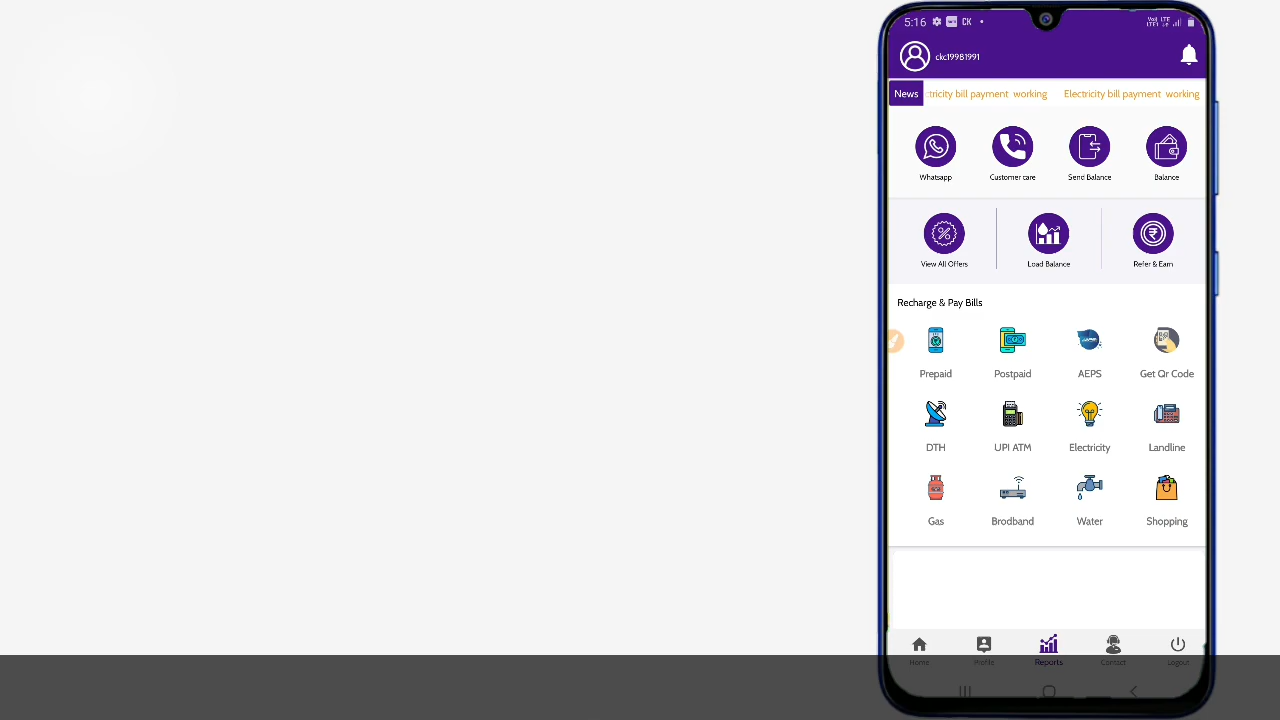 5:16 CK
ckc19981991
News ctricity bill payment working Electricity bill payment working
Whatsapp Customer care Send Balance Balance
View All Offers Load Balance Refer & Earn
Recharge & Pay Bills
Prepaid Postpaid AEPS Get Qr Code
DTH UPI ATM Electricity Landline
Gas Brodband Water Shopping
Home Profile Reports Contact Logout